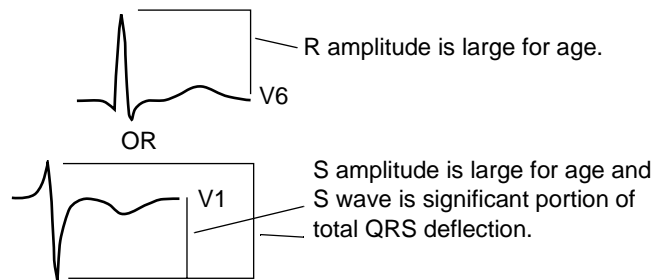 R amplitude is large for age.
V6
OR
V1
S amplitude is large for age and
S wave is significant portion of
total QRS deflection.